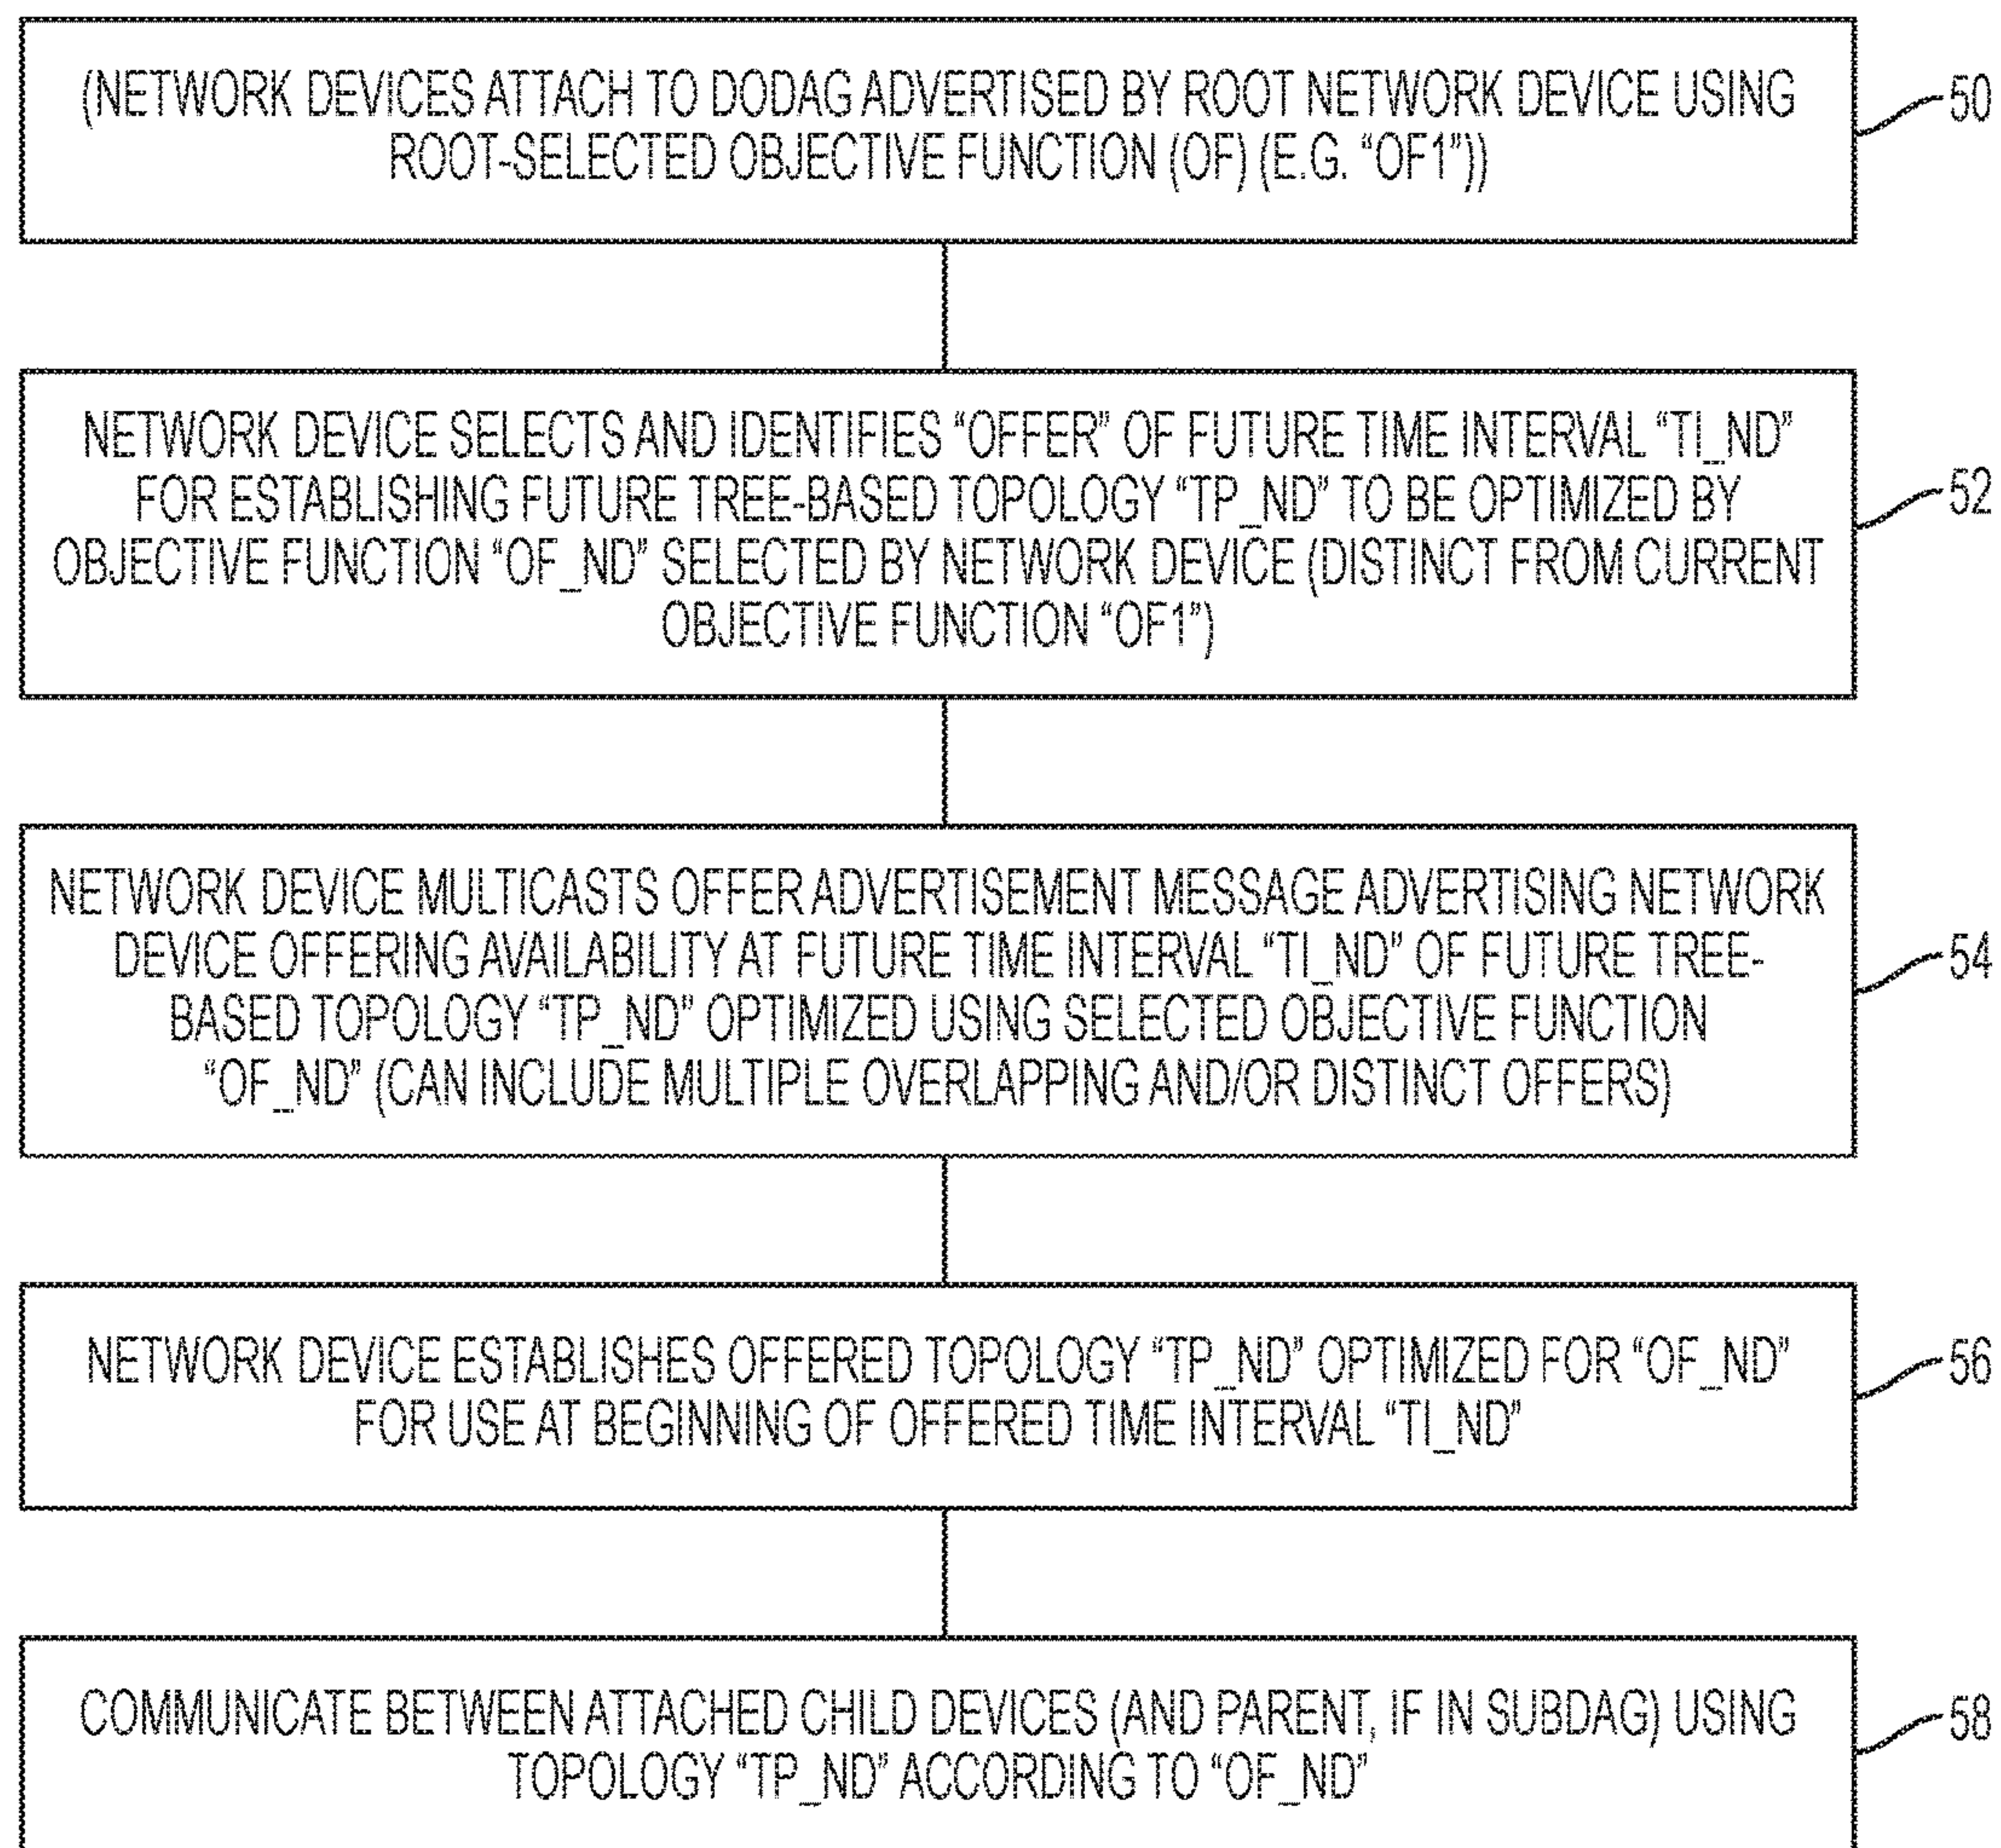 (NETWORK DEVICES ATTACH TO DODAG ADVERTISED BY ROOT NETWORK DEVICE USING
ROOT-SELECTED OBJECTIVE FUNCTION (OF) (E.G. “OF1”))
50
NETWORK DEVICE SELECTS AND IDENTIFIES “OFFER” OF FUTURE TIME INTERVAL “TI_ND”
FOR ESTABLISHING FUTURE TREE-BASED TOPOLOGY “TP_ND” TO BE OPTIMIZED BY
OBJECTIVE FUNCTION “OF_ND” SELECTED BY NETWORK DEVICE (DISTINCT FROM CURRENT
OBJECTIVE FUNCTION “OF1”)
52
NETWORK DEVICE MULTICASTS OFFER ADVERTISEMENT MESSAGE ADVERTISING NETWORK
DEVICE OFFERING AVAILABILITY AT FUTURE TIME INTERVAL “TI_ND” OF FUTURE TREE-
BASED TOPOLOGY “TP_ND” OPTIMIZED USING SELECTED OBJECTIVE FUNCTION
“OF_ND” (CAN INCLUDE MULTIPLE OVERLAPPING AND/OR DISTINCT OFFERS)
54
NETWORK DEVICE ESTABLISHES OFFERED TOPOLOGY “TP_ND” OPTIMIZED FOR “OF_ND”
FOR USE AT BEGINNING OF OFFERED TIME INTERVAL “TI_ND”
56
COMMUNICATE BETWEEN ATTACHED CHILD DEVICES (AND PARENT, IF IN SUBDAG) USING
TOPOLOGY “TP_ND” ACCORDING TO “OF_ND”
58